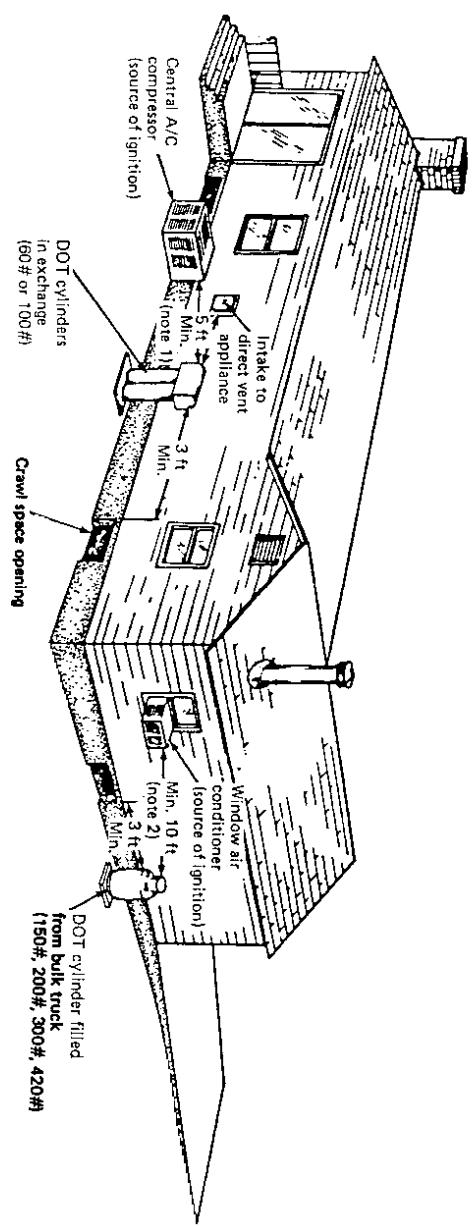 Central A/C
compressor
(source of ignition)
DOT cylinders
in exchange
(60# or 100#)
5 ft
Min.
(note 1)
Intake to
direct vent
appliance
3 ft
Min.
Crawl space opening
Window air
conditioner
(source of ignition)
Min. 10 ft
(note 2)
3 ft
Min.
DOT cylinder filled
from bulk truck
(150#, 200#, 300#, 420#)